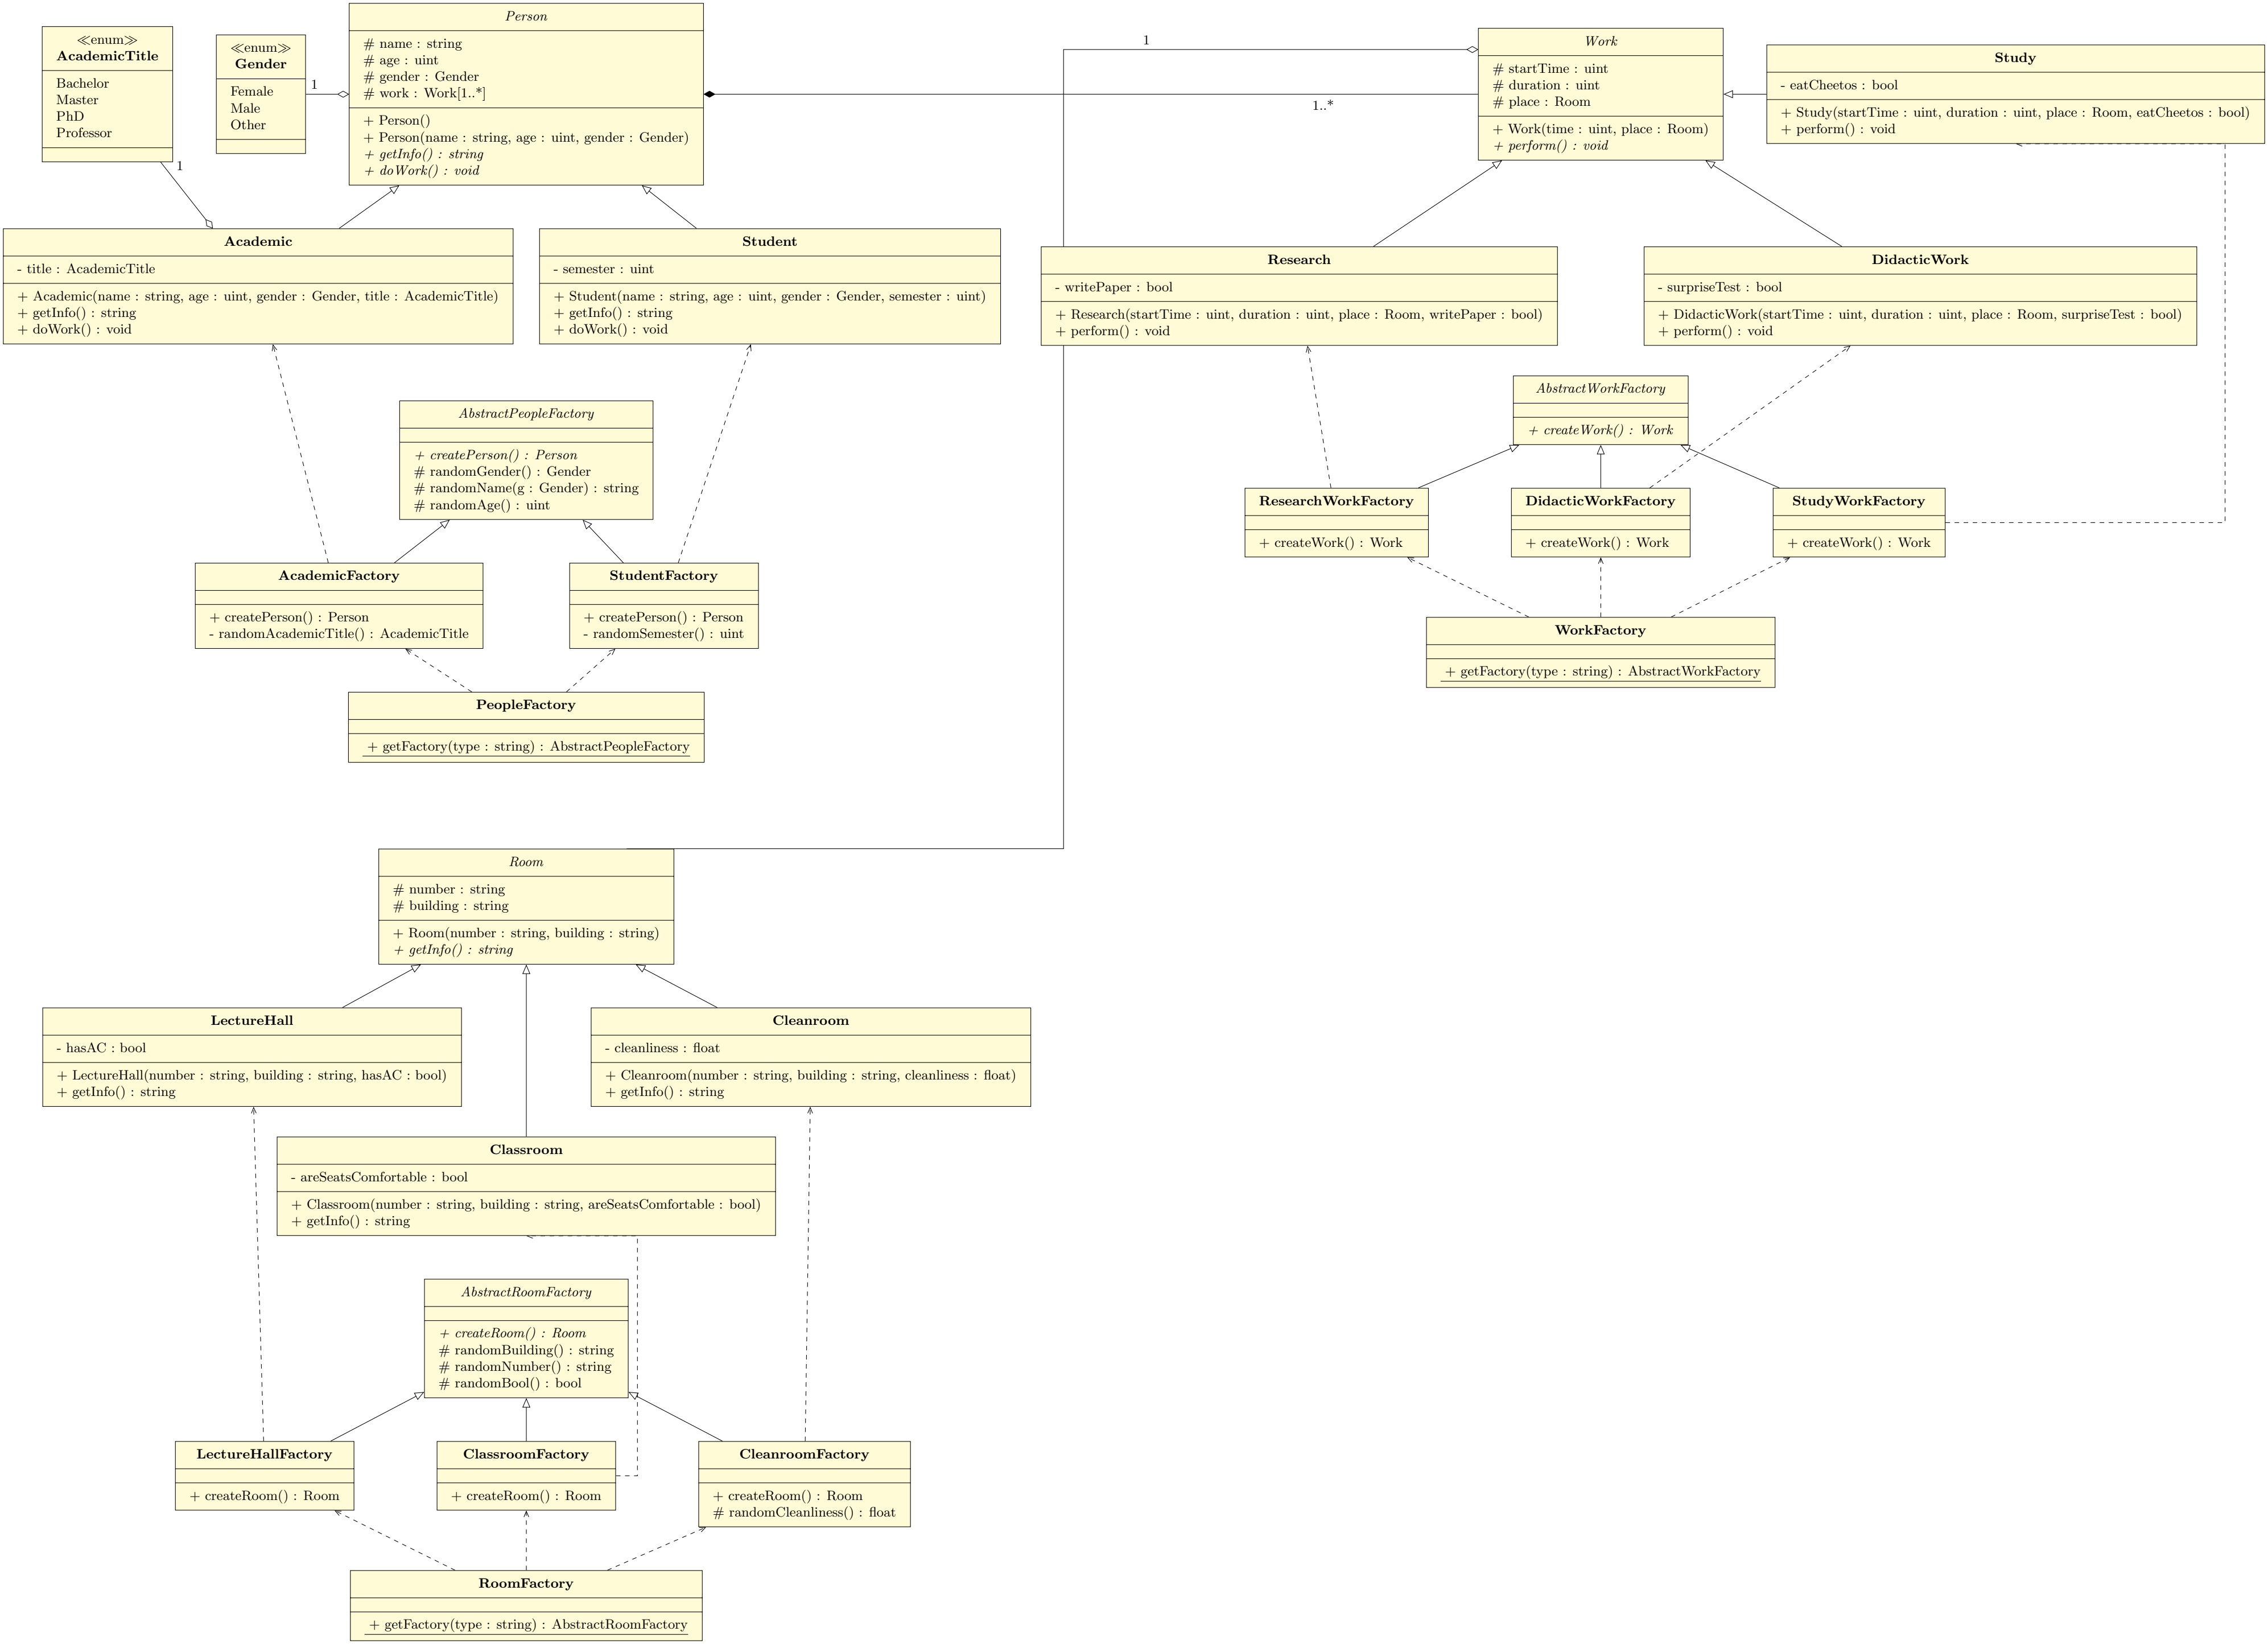 ≪enum≫
AcademicTitle
Bachelor
Master
PhD
Professor
1
≪enum≫
Gender
Female
Male
Other
1
Person
# name : string
# age : uint
# gender : Gender
# work : Work[1..*]
+ Person()
+ Person(name : string, age : uint, gender : Gender)
+ getInfo() : string
+ doWork() : void
1
1..*
Work
# startTime : uint
# duration : uint
# place : Room
+ Work(time : uint, place : Room)
+ perform() : void
Study
- eatCheetos : bool
+ Study(startTime : uint, duration : uint, place : Room, eatCheetos : bool)
+ perform() : void
Academic
- title : AcademicTitle
+ Academic(name : string, age : uint, gender : Gender, title : AcademicTitle)
+ getInfo() : string
+ doWork() : void
Student
- semester : uint
+ Student(name : string, age : uint, gender : Gender, semester : uint)
+ getInfo() : string
+ doWork() : void
Research
- writePaper : bool
+ Research(startTime : uint, duration : uint, place : Room, writePaper : bool)
+ perform() : void
DidacticWork
- surpriseTest : bool
+ DidacticWork(startTime : uint, duration : uint, place : Room, surpriseTest : bool)
+ perform() : void
AbstractPeopleFactory
+ createPerson() : Person
# randomGender() : Gender
# randomName(g : Gender) : string
# randomAge() : uint
AbstractWorkFactory
+ createWork() : Work
ResearchWorkFactory
+ createWork() : Work
DidacticWorkFactory
+ createWork() : Work
StudyWorkFactory
+ createWork() : Work
AcademicFactory
+ createPerson() : Person
- randomAcademicTitle() : AcademicTitle
StudentFactory
+ createPerson() : Person
- randomSemester() : uint
WorkFactory
+ getFactory(type : string) : AbstractWorkFactory
PeopleFactory
+ getFactory(type : string) : AbstractPeopleFactory
Room
# number : string
# building : string
+ Room(number : string, building : string)
+ getInfo() : string
LectureHall
- hasAC : bool
+ LectureHall(number : string, building : string, hasAC : bool)
+ getInfo() : string
Cleanroom
- cleanliness : float
+ Cleanroom(number : string, building : string, cleanliness : float)
+ getInfo() : string
Classroom
- areSeatsComfortable : bool
+ Classroom(number : string, building : string, areSeatsComfortable : bool)
+ getInfo() : string
AbstractRoomFactory
+ createRoom() : Room
# randomBuilding() : string
# randomNumber() : string
# randomBool() : bool
LectureHallFactory
+ createRoom() : Room
ClassroomFactory
+ createRoom() : Room
CleanroomFactory
+ createRoom() : Room
# randomCleanliness() : float
RoomFactory
+ getFactory(type : string) : AbstractRoomFactory